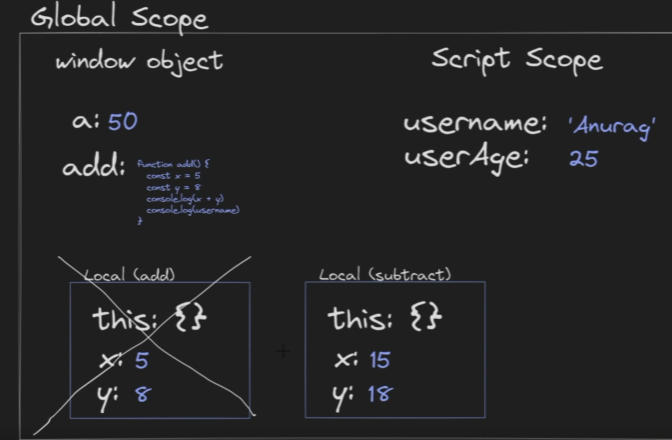 Global Scope
window object
Script Scope
a: 50
username: 'Anurag'
add: function add() {
const x = 5
const y = 8
console.log(x + y)
console.log(username)
}
userAge: 25
Local (add)
this: {}
x: 5
y: 8
Local (subtract)
this: {}
x: 15
y: 18